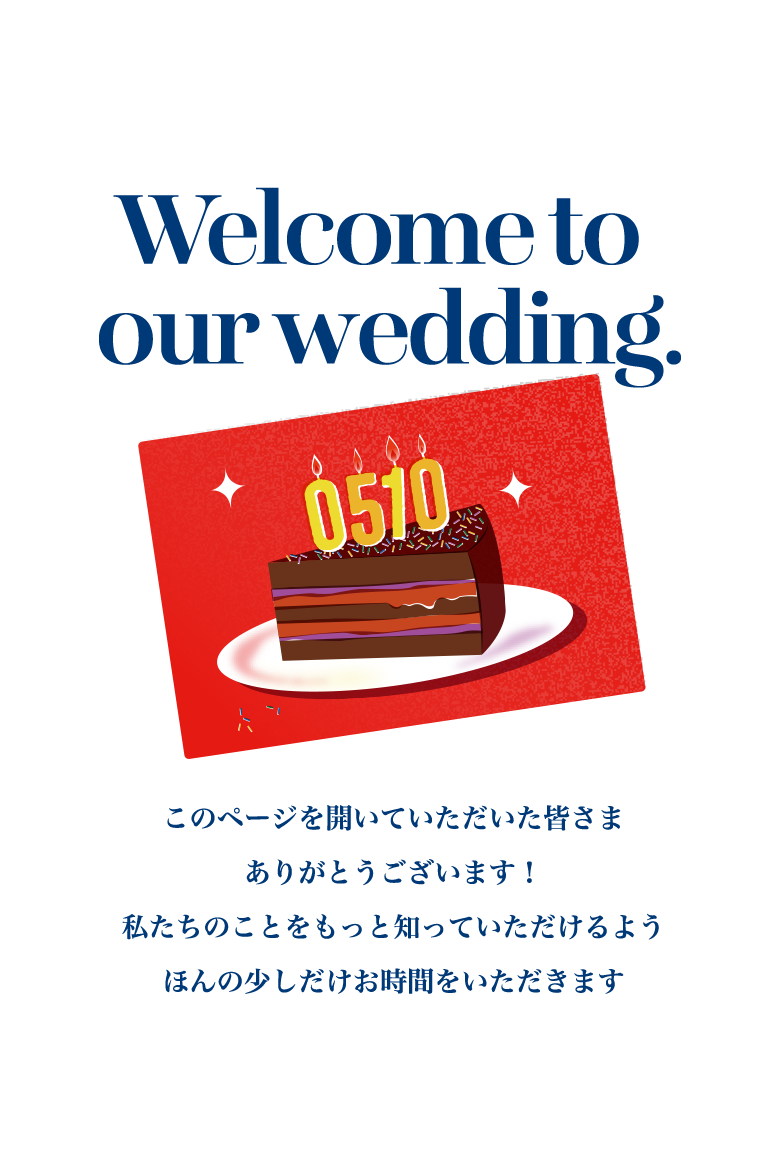 Welcome to
our wedding.
0510
このページを開いていただいた皆さま
ありがとうございます！
私たちのことをもっと知っていただけるよう
ほんの少しだけお時間をいただきます